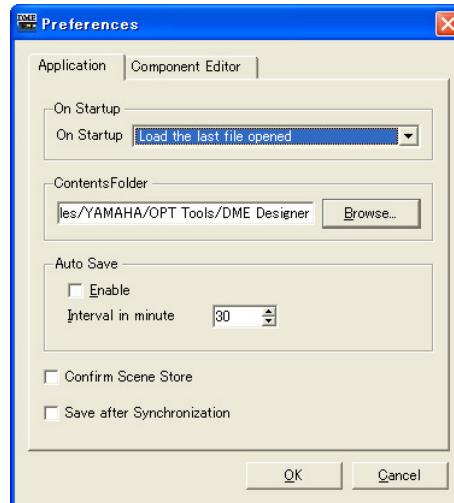 DME
Preferences
Application
Component Editor
On Startup
On Startup
Load the last file opened
ContentsFolder
les/YAMAHA/OPT Tools/DME Designer
Browse...
Auto Save
Enable
Interval in minute
30
Confirm Scene Store
Save after Synchronization
OK
Cancel